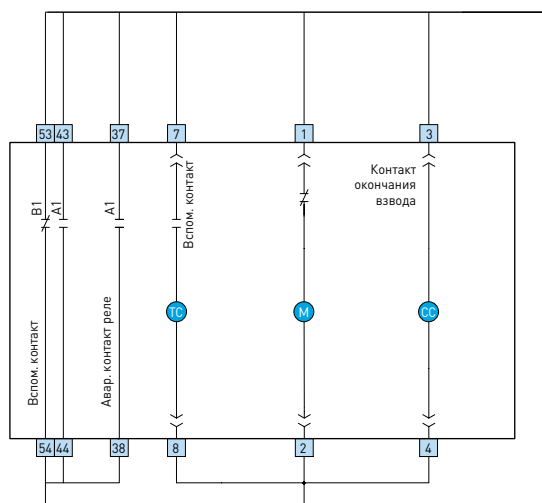 53 43 37 7 1 3
Контакт
окончания
взвода
B1
A1
A1
Вспом. контакт
TC M CC
Вспом. контакт
Авар. контакт реле
54 44 38 8 2 4